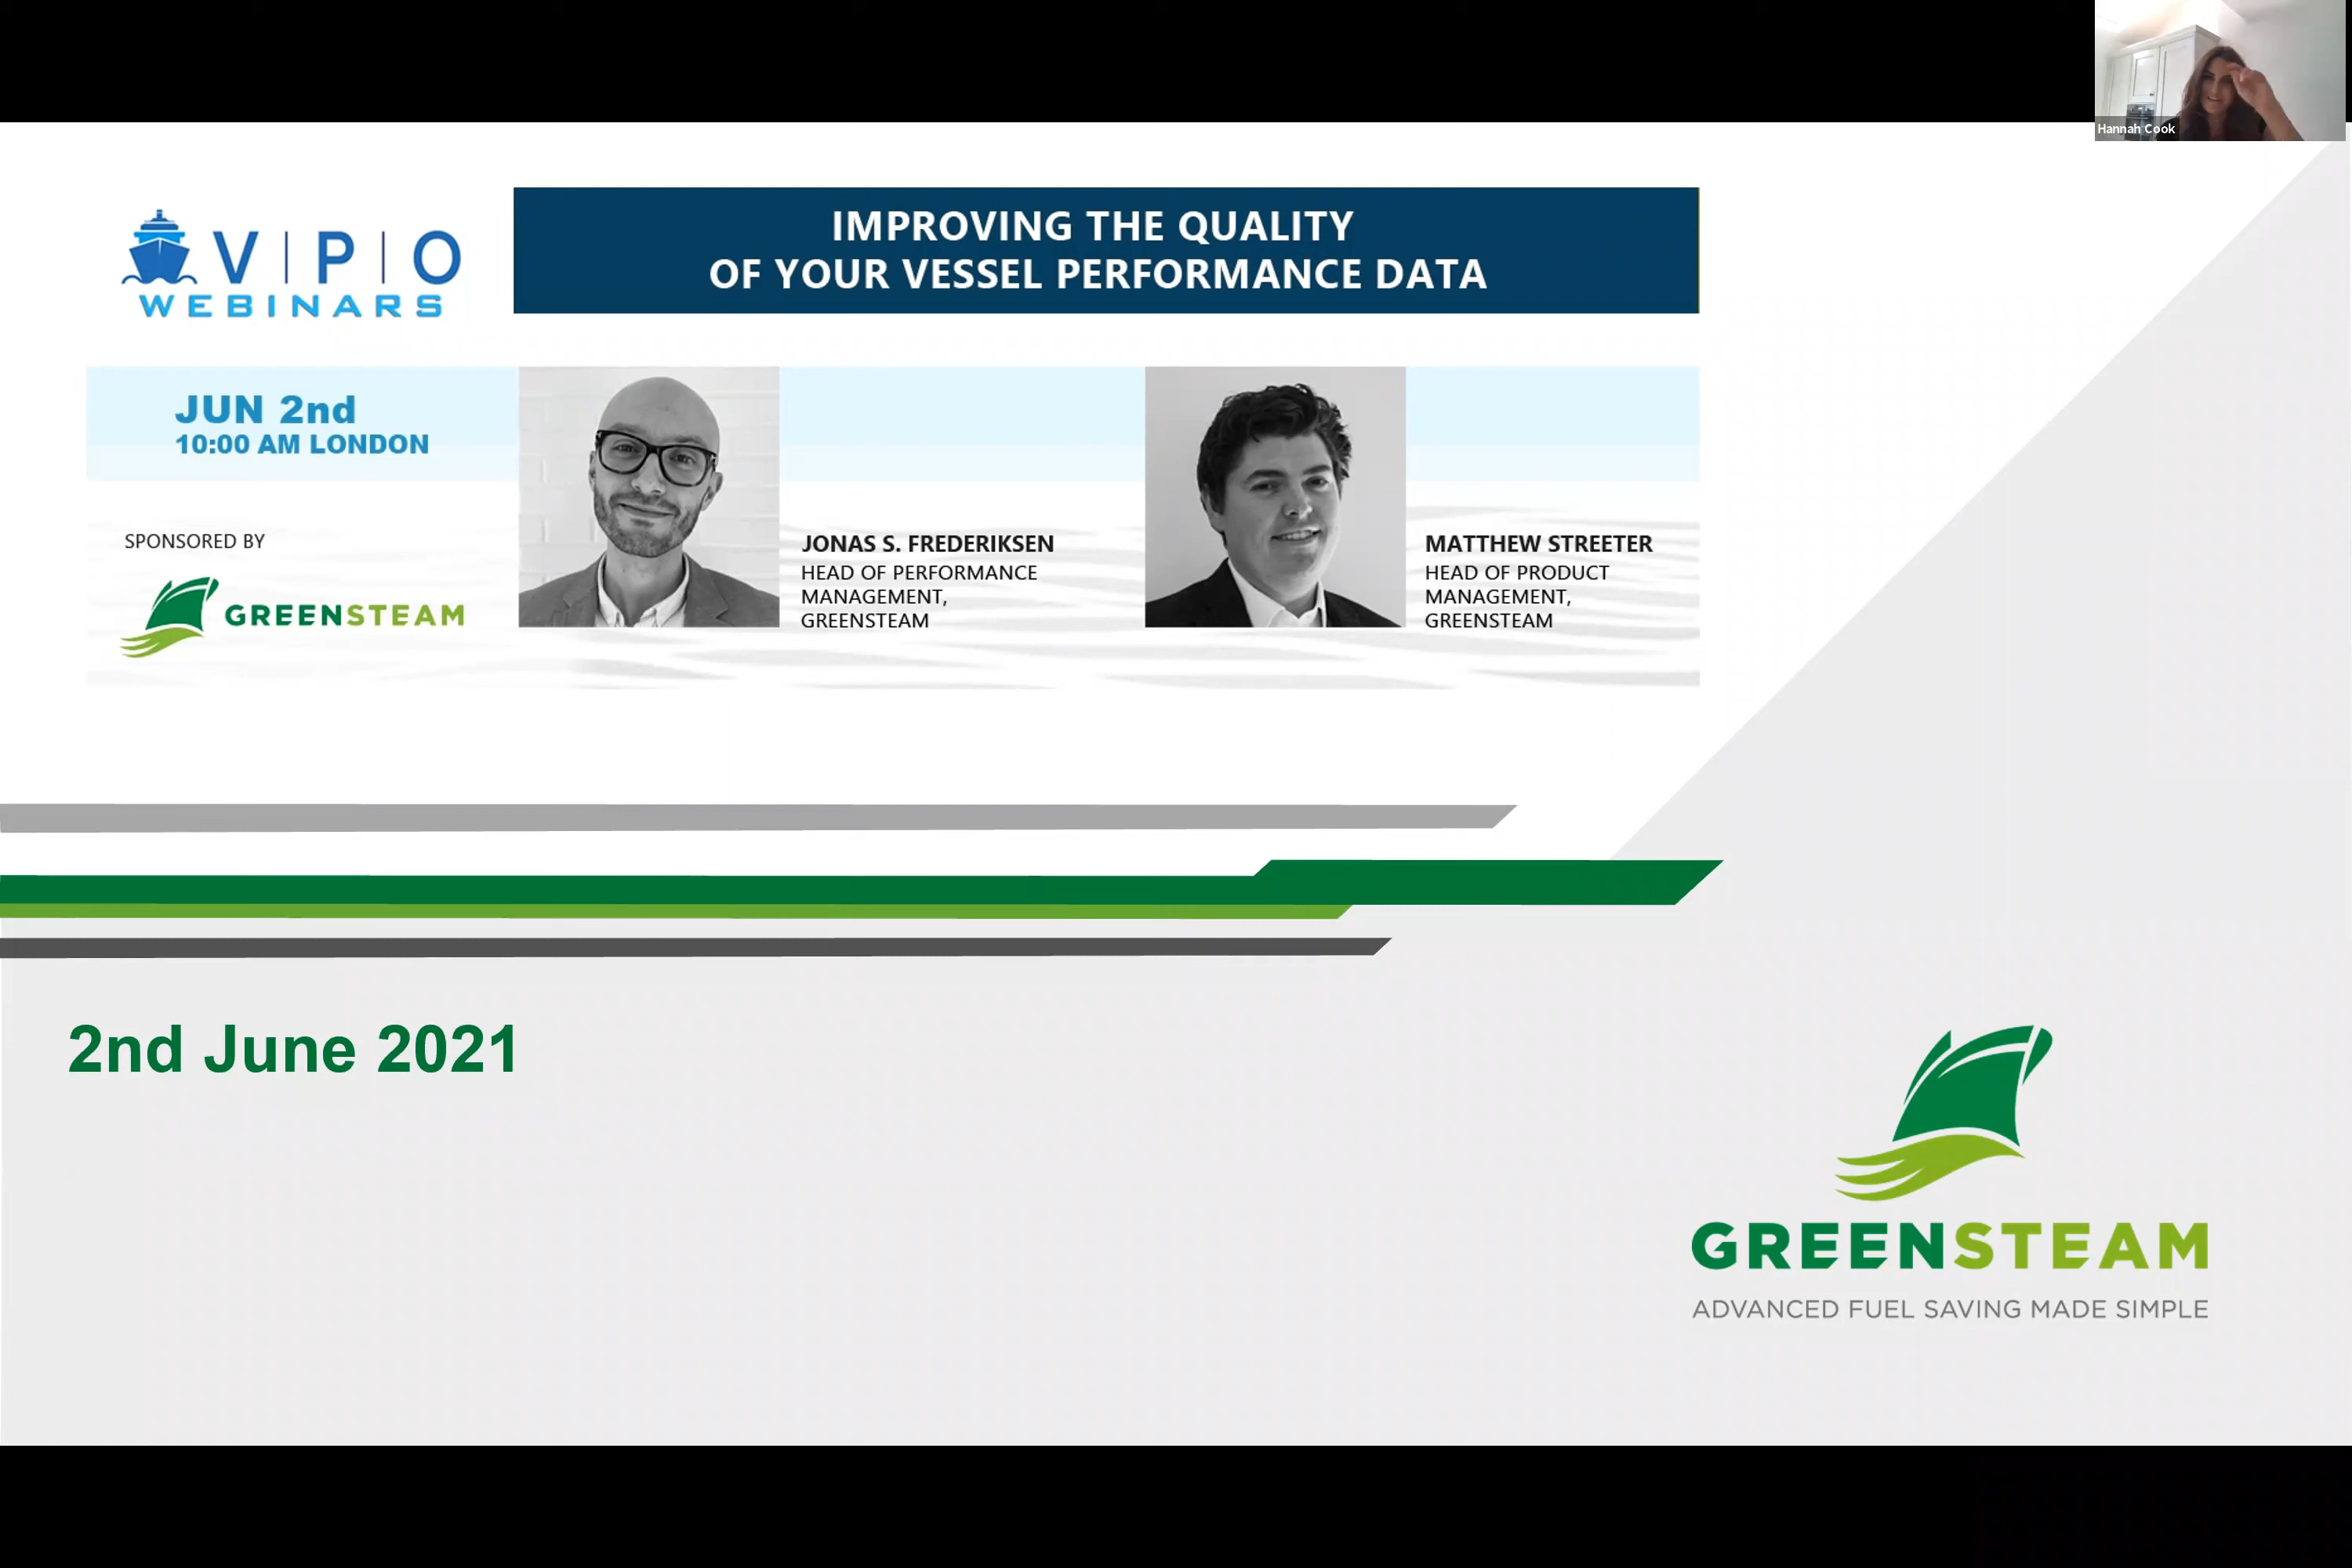 Hannah Cook
V|P|O
WEBINARS
IMPROVING THE QUALITY
OF YOUR VESSEL PERFORMANCE DATA
JUN 2nd
10:00 AM LONDON
SPONSORED BY
GREENSTEAM
JONAS S. FREDERIKSEN
HEAD OF PERFORMANCE
MANAGEMENT,
GREENSTEAM
MATTHEW STREETER
HEAD OF PRODUCT
MANAGEMENT,
GREENSTEAM
2nd June 2021
GREENSTEAM
ADVANCED FUEL SAVING MADE SIMPLE